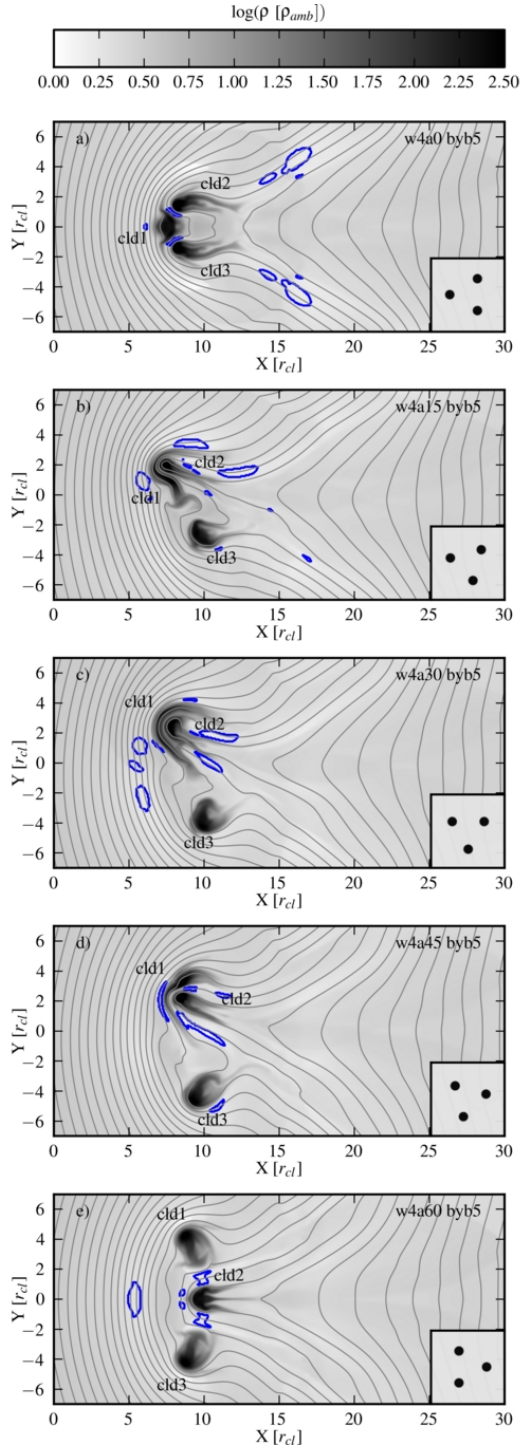 log(ρ [ρ_amb])
0.00 0.25 0.50 0.75 1.00 1.25 1.50 1.75 2.00 2.25 2.50
a) w4a0 byb5
cld2
cld1
cld3
Y [r_cl]
6
4
2
0
−2
−4
−6
0 5 10 15 20 25 30
X [r_cl]
b) w4a15 byb5
cld2
cld1
cld3
Y [r_cl]
6
4
2
0
−2
−4
−6
0 5 10 15 20 25 30
X [r_cl]
c) w4a30 byb5
cld1
cld2
cld3
Y [r_cl]
6
4
2
0
−2
−4
−6
0 5 10 15 20 25 30
X [r_cl]
d) w4a45 byb5
cld1
cld2
cld3
Y [r_cl]
6
4
2
0
−2
−4
−6
0 5 10 15 20 25 30
X [r_cl]
e) w4a60 byb5
cld1
cld2
cld3
Y [r_cl]
6
4
2
0
−2
−4
−6
0 5 10 15 20 25 30
X [r_cl]